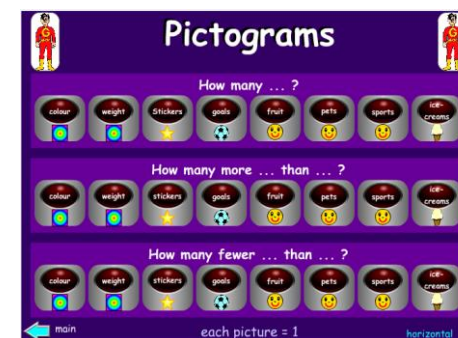 Pictograms
How many ... ?
colour weight Stickers goals fruit pets sports ice-creams
How many more ... than ... ?
colour weight stickers goals fruit pets sports ice-creams
How many fewer ... than ... ?
colour weight stickers goals fruit pets sports ice-creams
main each picture = 1 horizontal